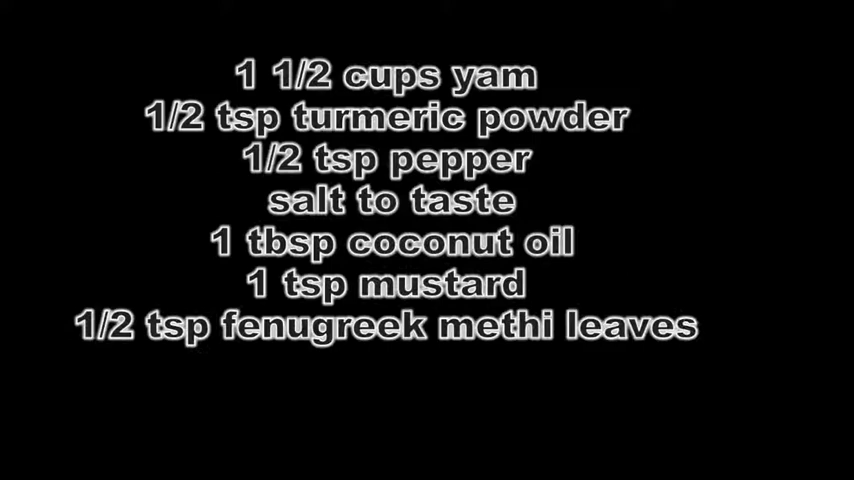 1 1/2 cups yam
1/2 tsp turmeric powder
1/2 tsp pepper
salt to taste
1 tbsp coconut oil
1 tsp mustard
1/2 tsp fenugreek methi leaves